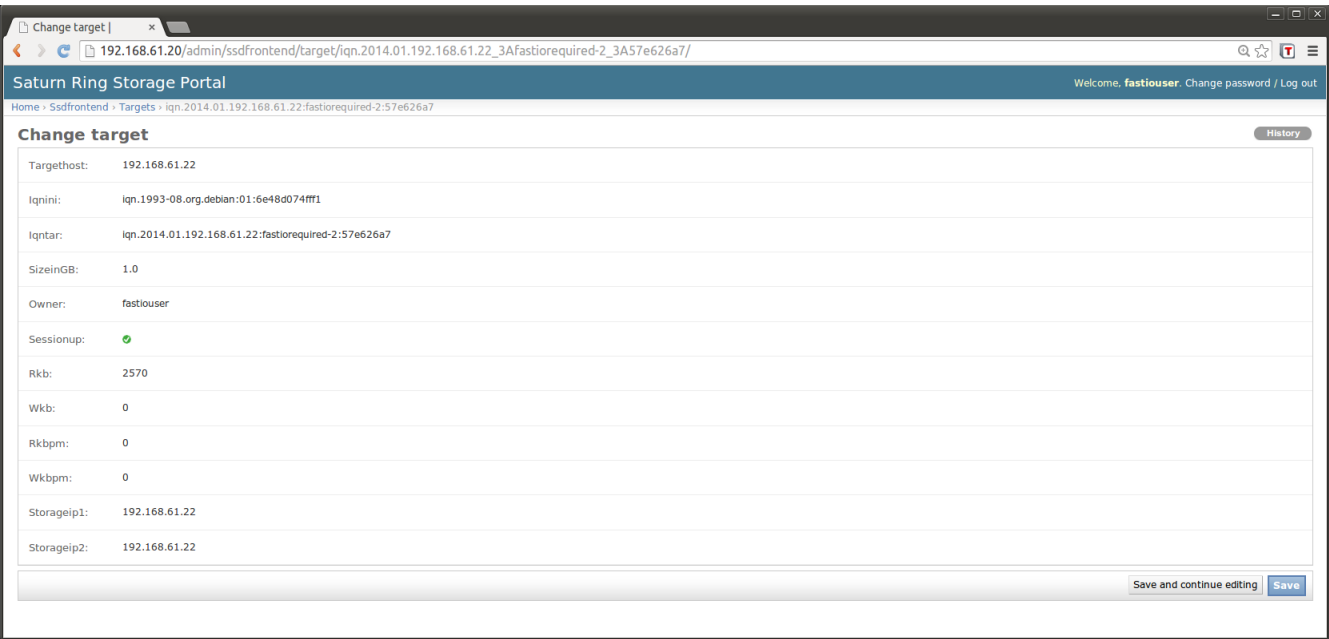 Change target |
192.168.61.20/admin/ssdfrontend/target/iqn.2014.01.192.168.61.22_3Afastiorequired-2_3A57e626a7/
Saturn Ring Storage Portal
Welcome, fastiouser. Change password / Log out
Home › Ssdfrontend › Targets › iqn.2014.01.192.168.61.22:fastiorequired-2:57e626a7
Change target
History
Targethost: 192.168.61.22
Iqnini: iqn.1993-08.org.debian:01:6e48d074fff1
Iqntar: iqn.2014.01.192.168.61.22:fastiorequired-2:57e626a7
SizeinGB: 1.0
Owner: fastiouser
Sessionup:
Rkb: 2570
Wkb: 0
Rkbpm: 0
Wkbpm: 0
Storageip1: 192.168.61.22
Storageip2: 192.168.61.22
Save and continue editing Save